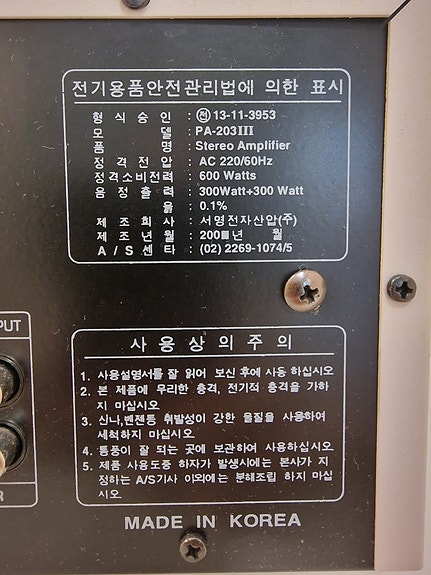 전기용품안전관리법에 의한 표시
형식승인 : 전 13-11-3953
모 델 : PA-203III
품 명 : Stereo Amplifier
정격전압 : AC 220/60Hz
정격소비전력 : 600 Watts
음정출력 : 300Watt+300 Watt
율 : 0.1%
제조회사 : 서영전자산압(주)
제조년월 : 200 년 월
A/S센타 : (02) 2269-1074/5
PUT
R
사용상의주의
1. 사용설명서를 잘 읽어 보신 후에 사용 하십시오
2. 본 제품에 무리한 충격, 전기적 충격을 가하
지 마십시오
3. 신나,벤젠등 휘발성이 강한 물질을 사용하여
세척하지 마십시오
4. 통풍이 잘 되는 곳에 보관하여 사용하십시오
5. 제품 사용도중 하자가 발생시에는 본사가 지
정하는 A/S기사 이외에는 분해조립 하지 마십
시오
MADE IN KOREA